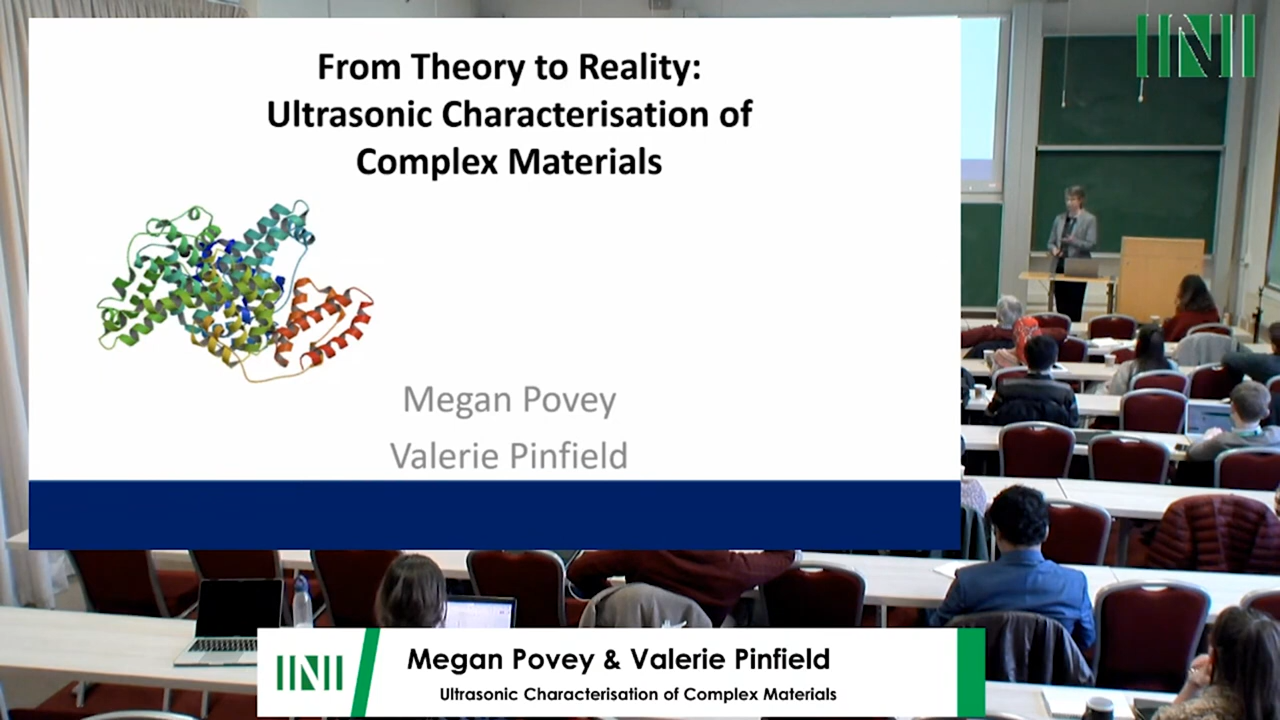 From Theory to Reality:
Ultrasonic Characterisation of
Complex Materials
Megan Povey
Valerie Pinfield
Megan Povey & Valerie Pinfield
Ultrasonic Characterisation of Complex Materials